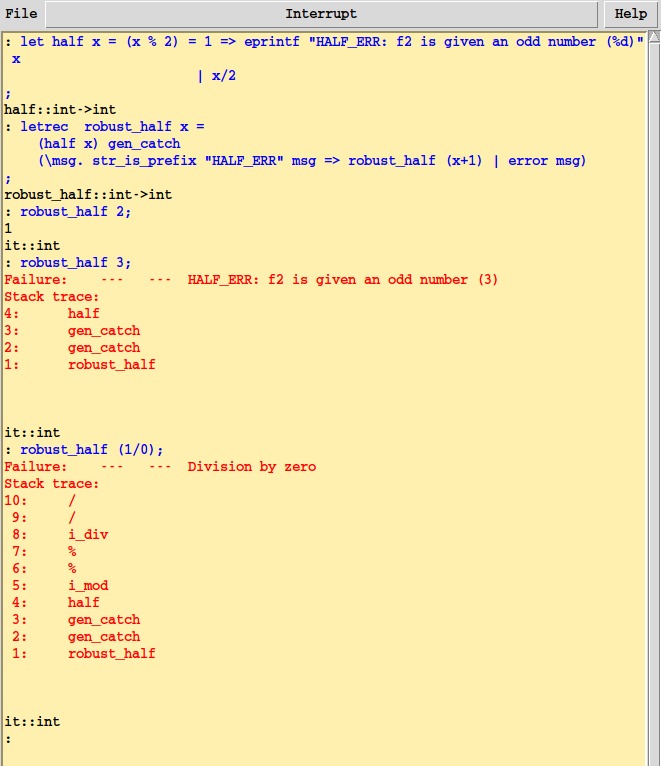 File Interrupt Help
: let half x = (x % 2) = 1 => eprintf "HALF_ERR: f2 is given an odd number (%d)"
x
| x/2
;
half::int->int
: letrec robust_half x =
(half x) gen_catch
(\msg. str_is_prefix "HALF_ERR" msg => robust_half (x+1) | error msg)
;
robust_half::int->int
: robust_half 2;
1
it::int
: robust_half 3;
Failure: --- --- HALF_ERR: f2 is given an odd number (3)
Stack trace:
4: half
3: gen_catch
2: gen_catch
1: robust_half
it::int
: robust_half (1/0);
Failure: --- --- Division by zero
Stack trace:
10: /
9: /
8: i_div
7: %
6: %
5: i_mod
4: half
3: gen_catch
2: gen_catch
1: robust_half
it::int
: